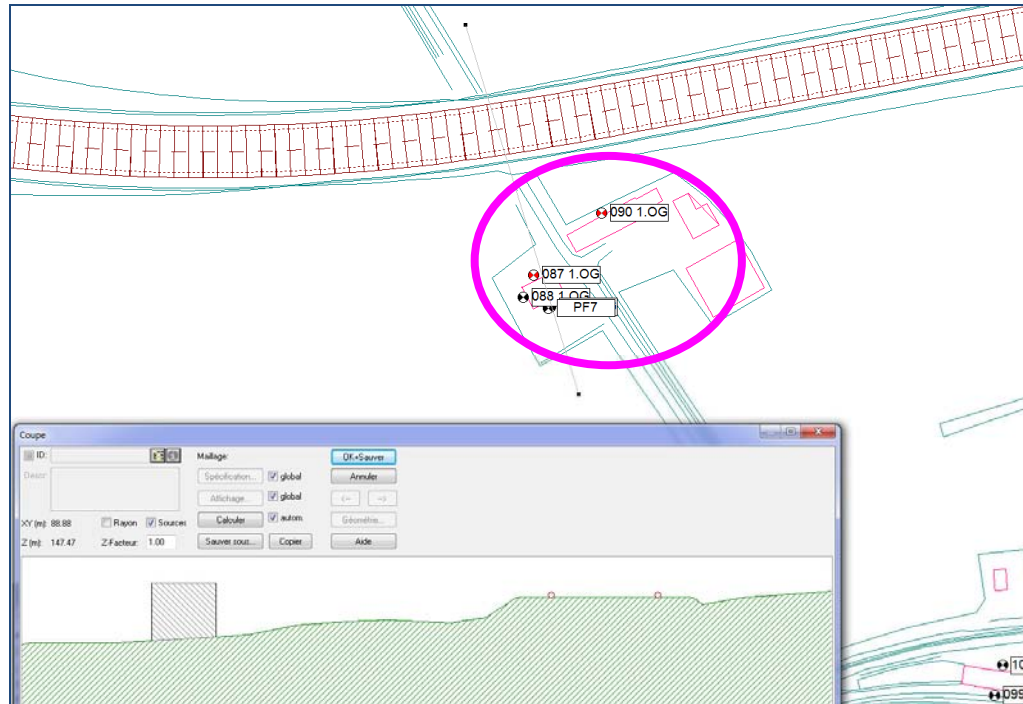 090 1.OG
087 1.OG
088 1.OG
PF7
Coupe
ID:
Maillage:
OK+Sauver
Descr:
Spécification...
global
Annuler
Affichage...
global
<--
-->
XY (m): 88.88
Rayon
Sources
Calculer
autom.
Géométrie...
Z (m): 147.47
Z-Facteur:
1.00
Sauver sous...
Copier
Aide
10
099